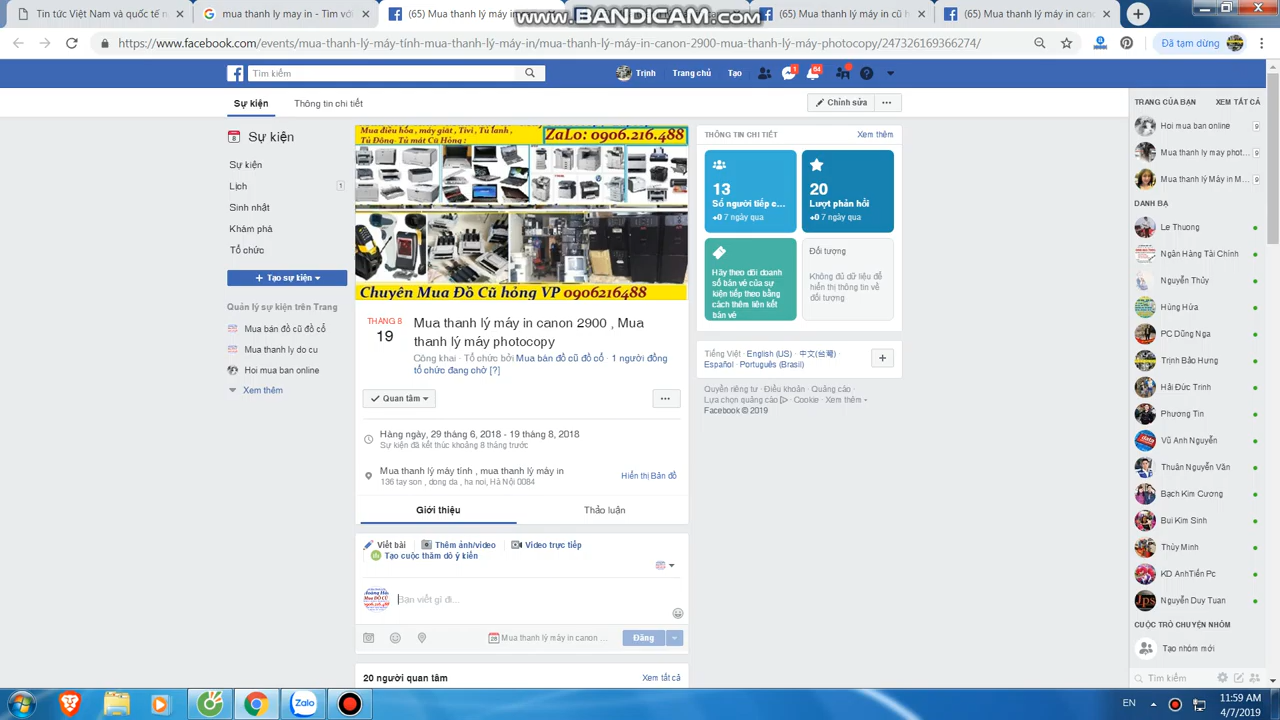 Tin tức Việt Nam và quốc tế n
mua thanh ly may in - Tìm với
(65) Mua thanh lý máy in
www.BANDICAM.com
(65) Mua thanh lý máy in cũ h
(65) Mua thanh lý máy in cano
https://www.facebook.com/events/mua-thanh-lý-máy-tính-mua-thanh-lý-máy-in/mua-thanh-lý-máy-in-canon-2900-mua-thanh-lý-máy-photocopy/247326169366274/
Đã tạm dừng
Tìm kiếm
Trịnh
Trang chủ
Tạo
1
64
Sự kiện
Thông tin chi tiết
Chỉnh sửa
8
Sự kiện
Sự kiện
Lịch
1
Sinh nhật
Khám phá
Tổ chức
+ Tạo sự kiện
Quản lý sự kiện trên Trang
Mua bán đồ cũ đồ cổ
Mua thanh ly do cu
Hoi mua ban online
Xem thêm
Mua điều hòa , máy giặt , Tivi , Tủ lạnh ,
Tủ Đông- Tủ mát Cũ Hỏng :
ZaLo: 0906.216.488
Chuyên Mua Đồ Cũ hỏng VP 0906216488
THÁNG 8
19
Mua thanh lý máy in canon 2900 , Mua
thanh lý máy photocopy
Công khai · Tổ chức bởi Mua bán đồ cũ đồ cổ · 1 người đồng
tổ chức đang chờ [?]
Quan tâm
Hàng ngày, 29 tháng 6, 2018 - 19 tháng 8, 2018
Sự kiện đã kết thúc khoảng 8 tháng trước
Mua thanh lý máy tính , mua thanh lý máy in
136 tay son , dong da , ha noi, Hà Nội 0084
Hiển thị Bản đồ
Giới thiệu
Thảo luận
Viết bài
Thêm ảnh/video
Video trực tiếp
Tạo cuộc thăm dò ý kiến
Bạn viết gì đi...
Mua thanh lý máy in canon ...
Đăng
20 người quan tâm
Xem tất cả
THÔNG TIN CHI TIẾT
Xem thêm
13
Số người tiếp c...
+0 7 ngày qua
20
Lượt phản hồi
+0 7 ngày qua
Hãy theo dõi doanh
số bán vé của sự
kiện tiếp theo bằng
cách thêm liên kết
bán vé
Đối tượng
Không đủ dữ liệu để
hiển thị thông tin về
đối tượng
Tiếng Việt · English (US) · 中文(台灣) ·
Español · Português (Brasil)
Quyền riêng tư · Điều khoản · Quảng cáo ·
Lựa chọn quảng cáo · Cookie · Xem thêm
Facebook © 2019
TRANG CỦA BẠN
XEM TẤT CẢ
Hoi mua ban online
9
Mua thanh lý may phot...
9
Mua thanh lý Máy in M...
9
DANH BẠ
Le Thuong
Ngân Hàng Tài Chính
Nguyễn Thủy
Hùng Hứa
PC Dũng Nga
Trịnh Bảo Hưng
Hải Đức Trịnh
Phương Tin
Vũ Anh Nguyễn
Thuân Nguyễn Văn
Bạch Kim Cương
Bui Kim Sinh
Thủy Minh
KD AnhTiến Pc
Nguyễn Duy Tuan
CUỘC TRÒ CHUYỆN NHÓM
Tạo nhóm mới
Tìm kiếm
Zalo
EN
11:59 AM
4/7/2019